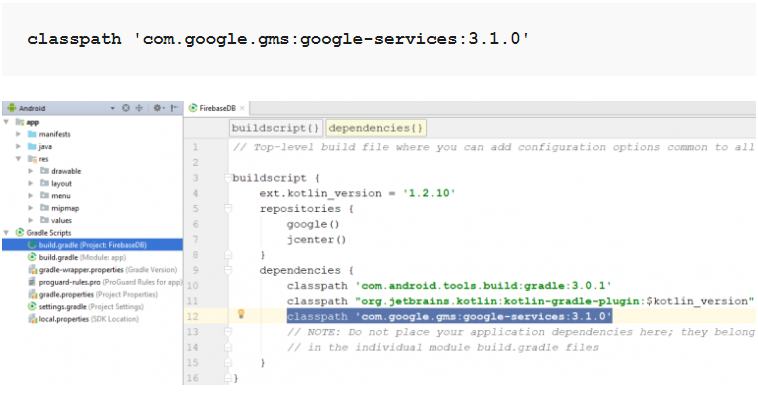 classpath 'com.google.gms:google-services:3.1.0'
Android
FirebaseDB
app
manifests
java
res
drawable
layout
menu
mipmap
values
Gradle Scripts
build.gradle (Project: FirebaseDB)
build.gradle (Module: app)
gradle-wrapper.properties (Gradle Version)
proguard-rules.pro (ProGuard Rules for app)
gradle.properties (Project Properties)
settings.gradle (Project Settings)
local.properties (SDK Location)
buildscript{} dependencies{}
1 // Top-level build file where you can add configuration options common to all
2
3 buildscript {
4 ext.kotlin_version = '1.2.10'
5 repositories {
6 google()
7 jcenter()
8 }
9 dependencies {
10 classpath 'com.android.tools.build:gradle:3.0.1'
11 classpath "org.jetbrains.kotlin:kotlin-gradle-plugin:$kotlin_version"
12 classpath 'com.google.gms:google-services:3.1.0'
13 // NOTE: Do not place your application dependencies here; they belong
14 // in the individual module build.gradle files
15 }
16 }